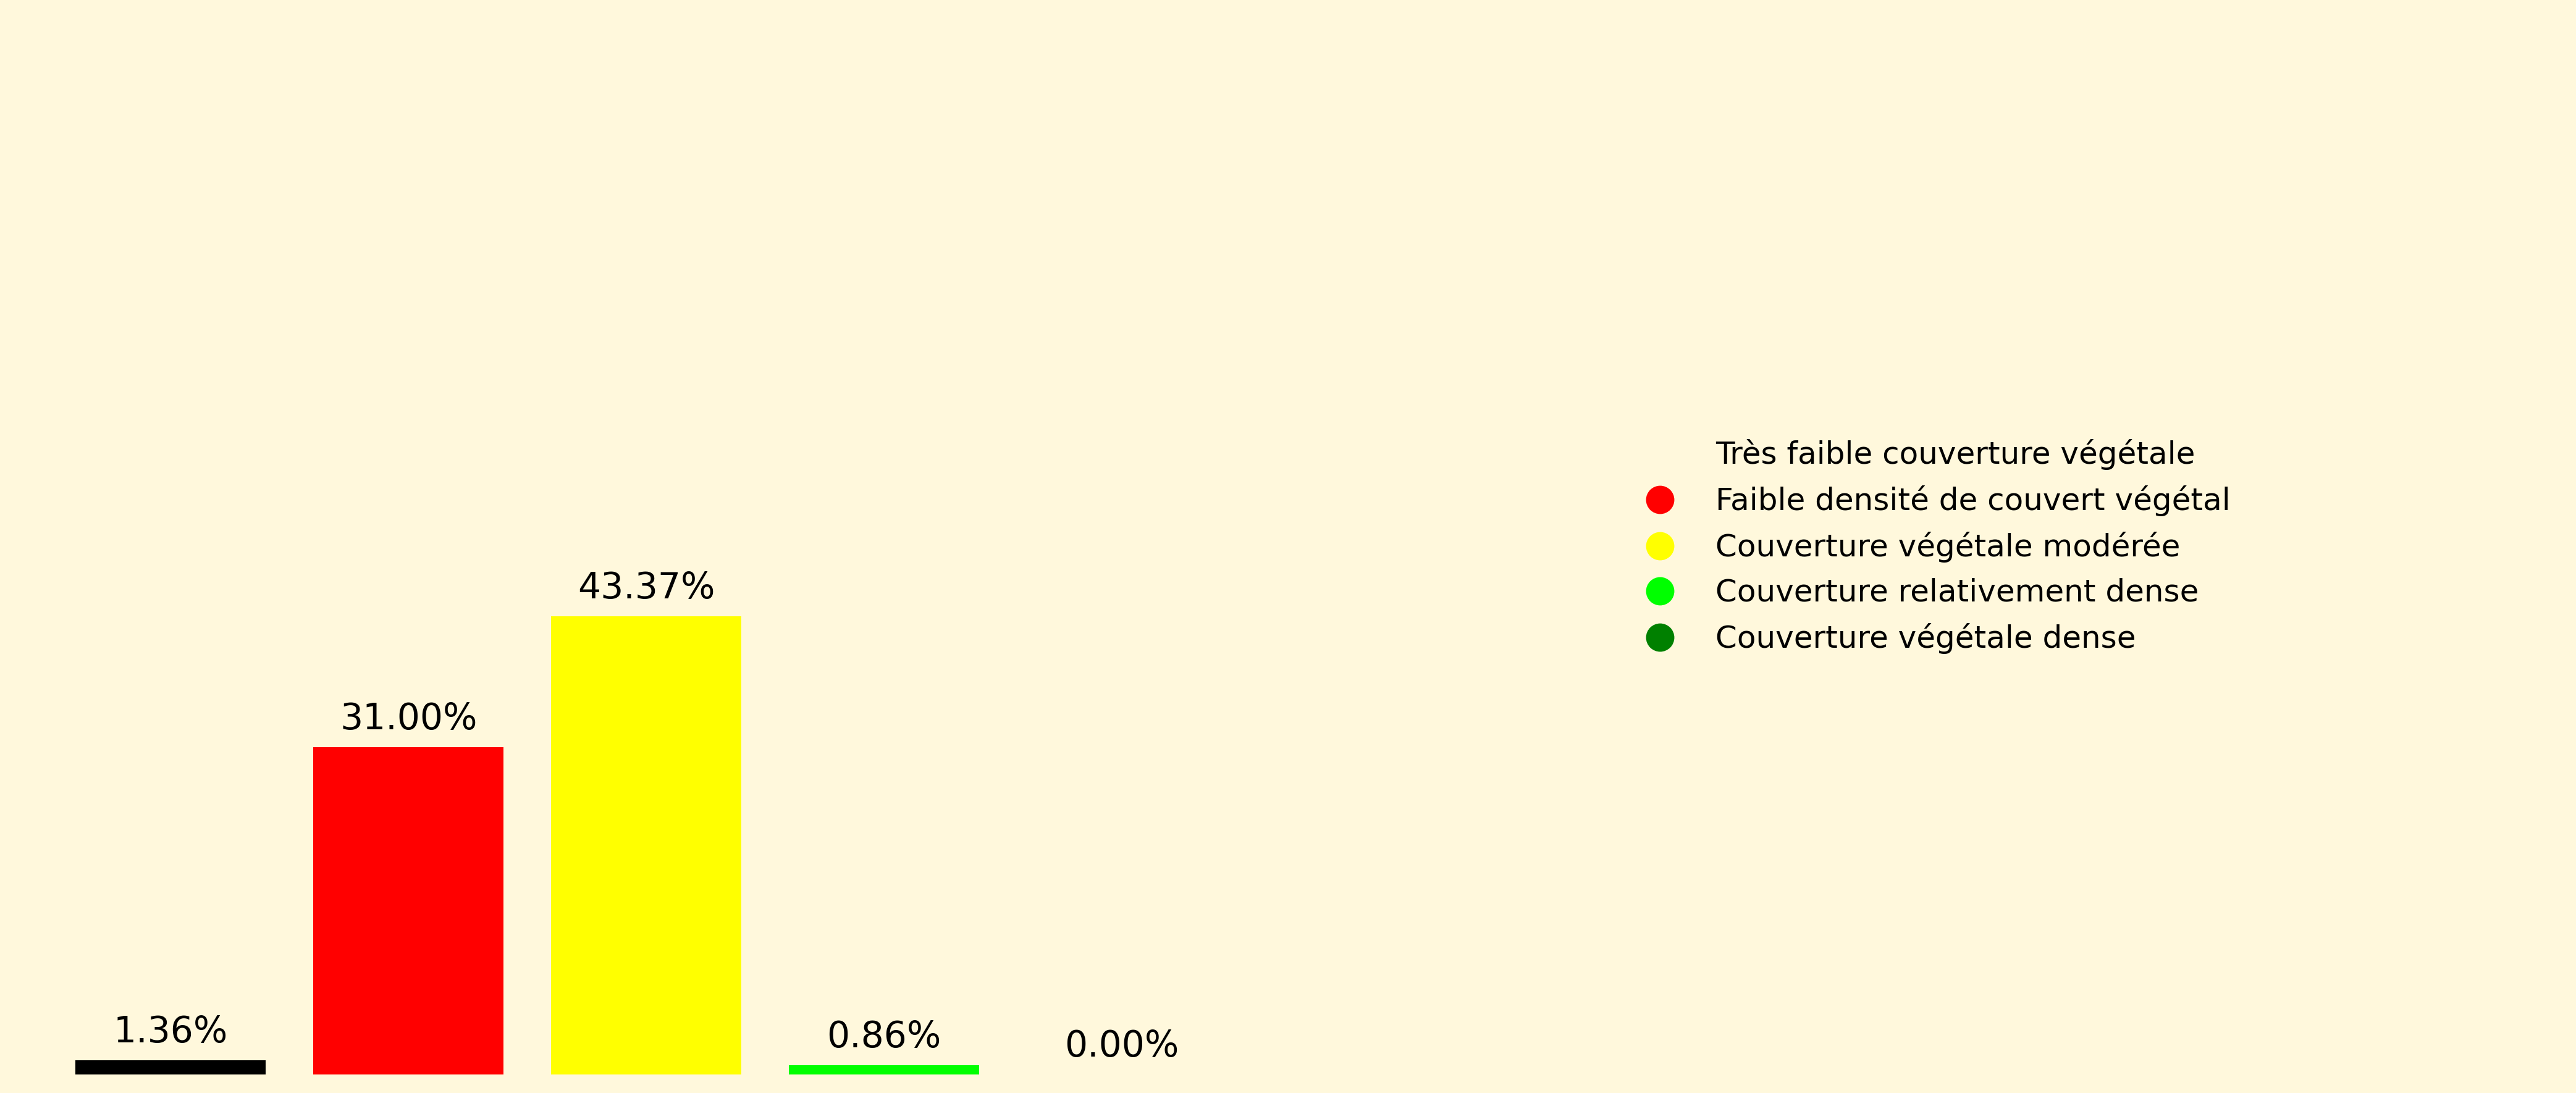 43.37%
31.00%
1.36%
0.86%
0.00%
Très faible couverture végétale
Faible densité de couvert végétal
Couverture végétale modérée
Couverture relativement dense
Couverture végétale dense